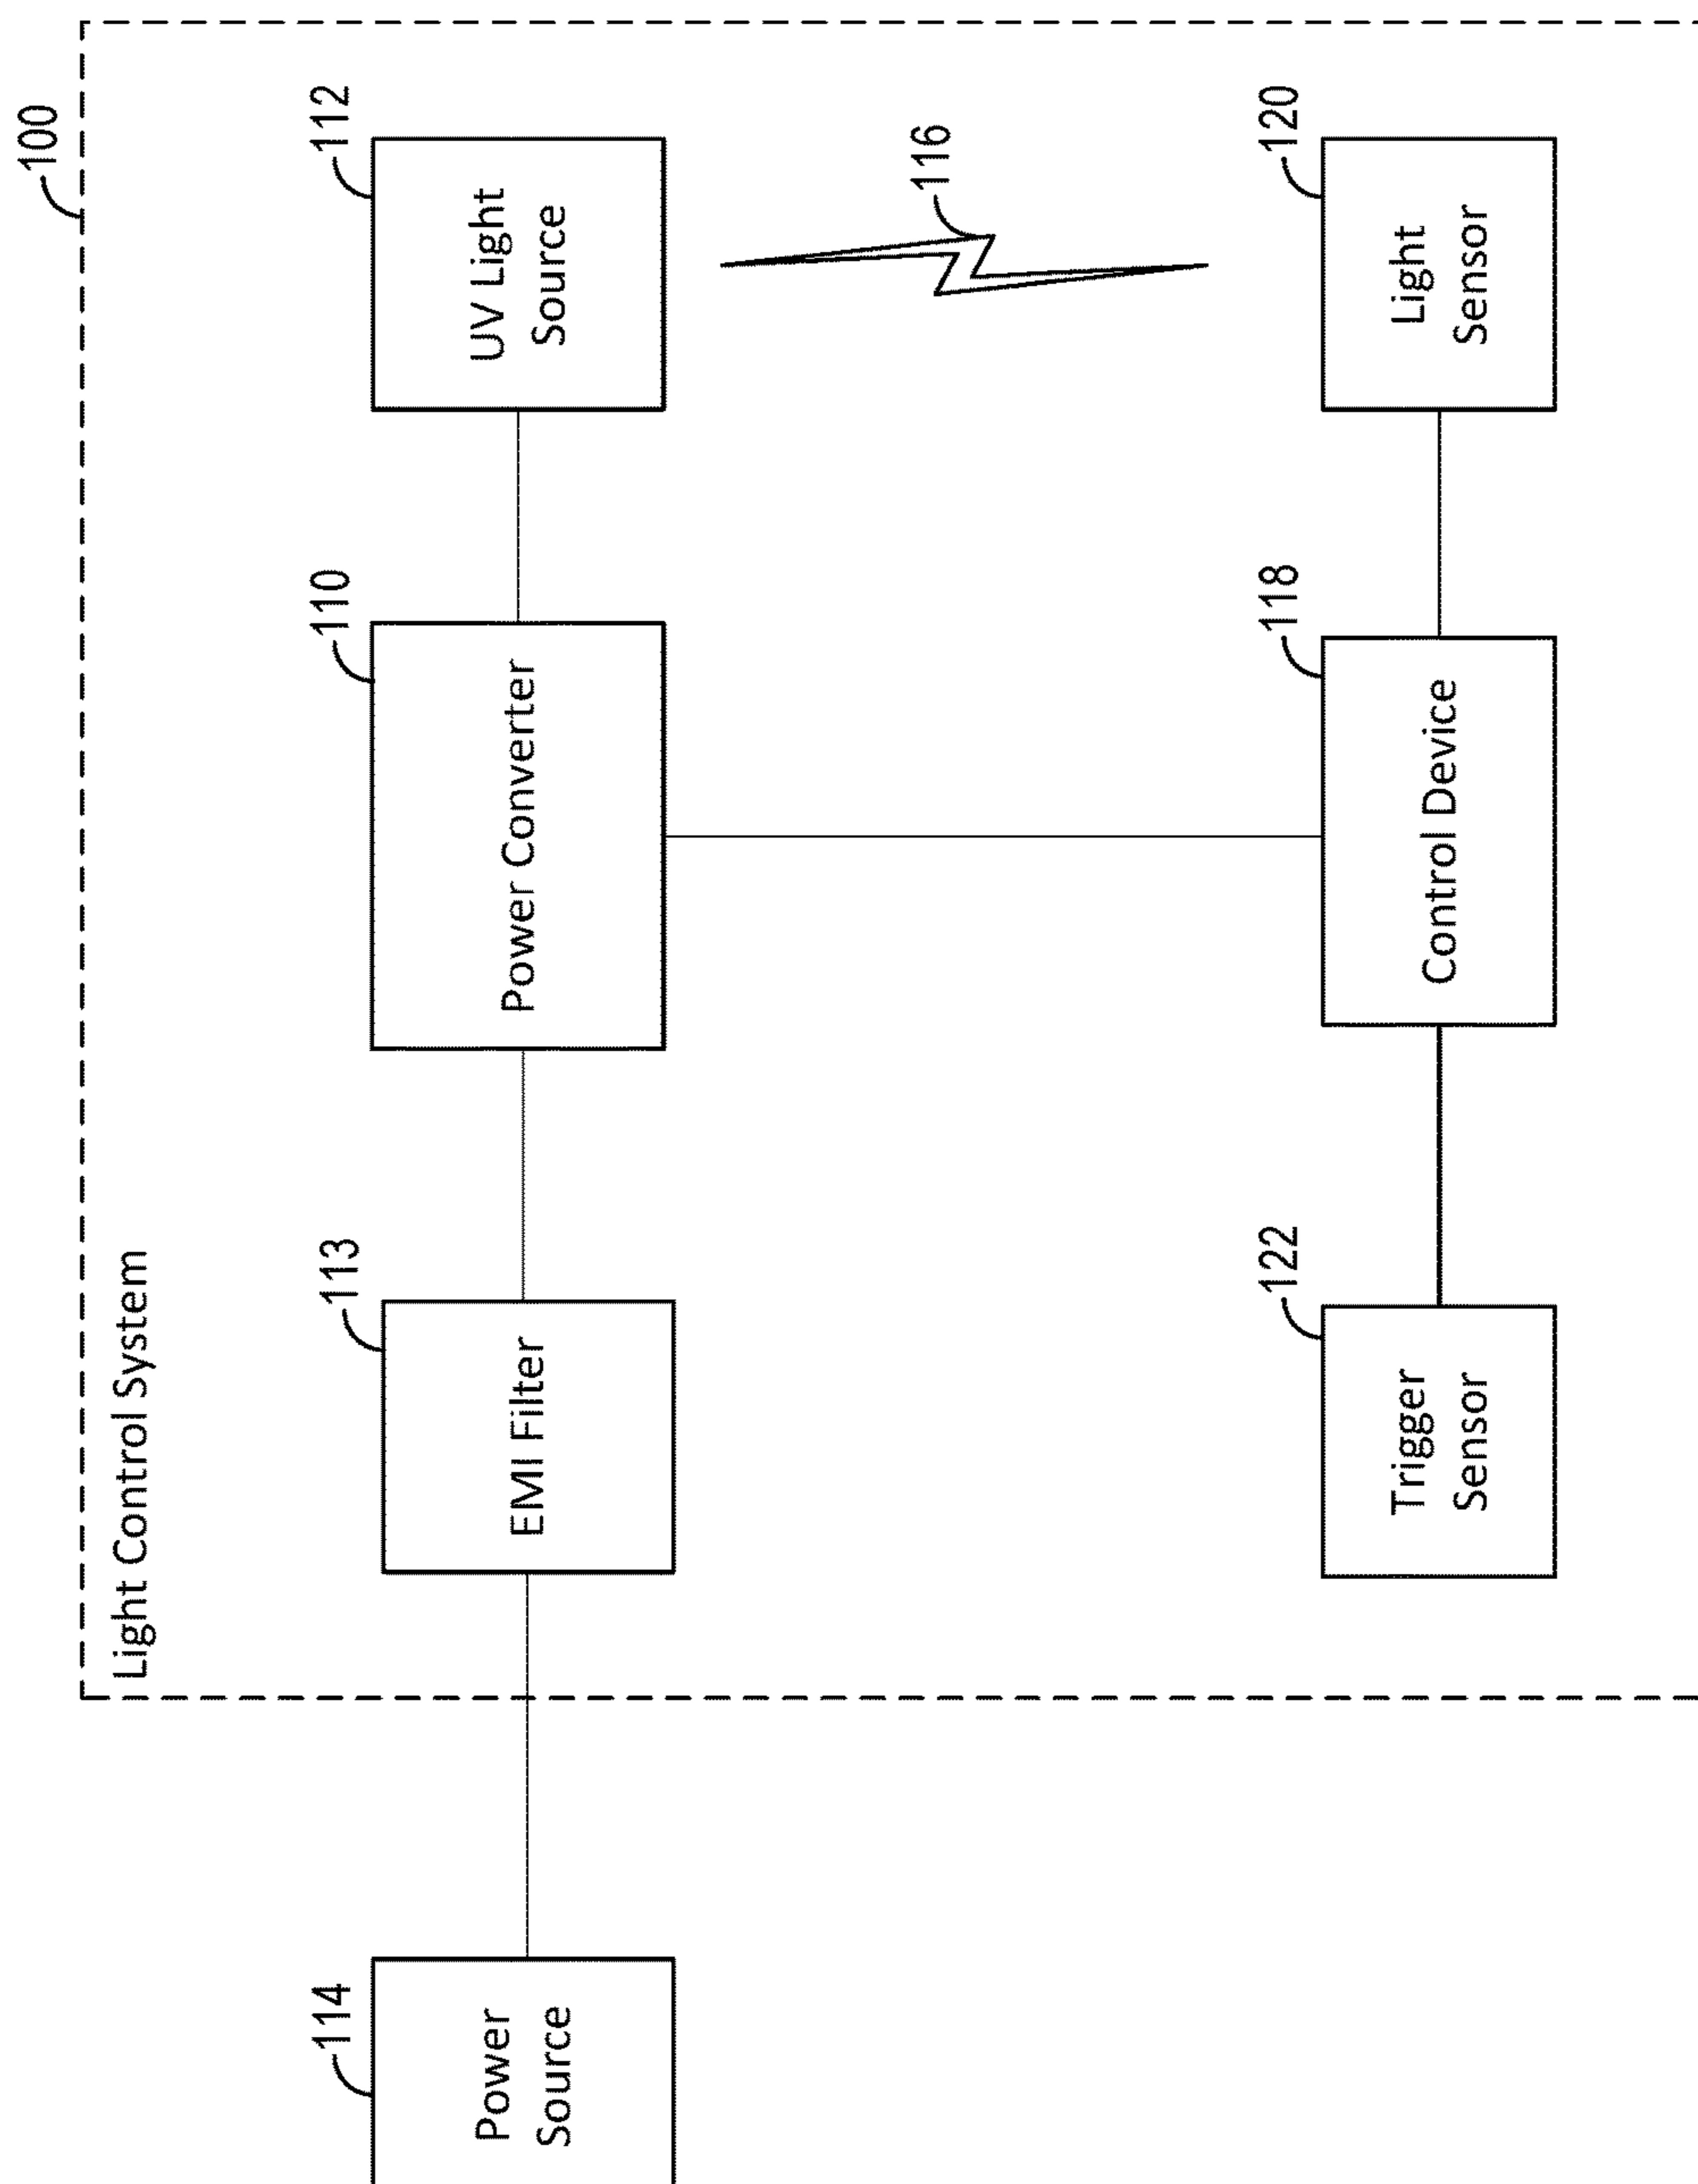 100
Light Control System
114
Power
Source
113
EMI Filter
110
Power Converter
112
UV Light
Source
116
122
Trigger
Sensor
118
Control Device
120
Light
Sensor